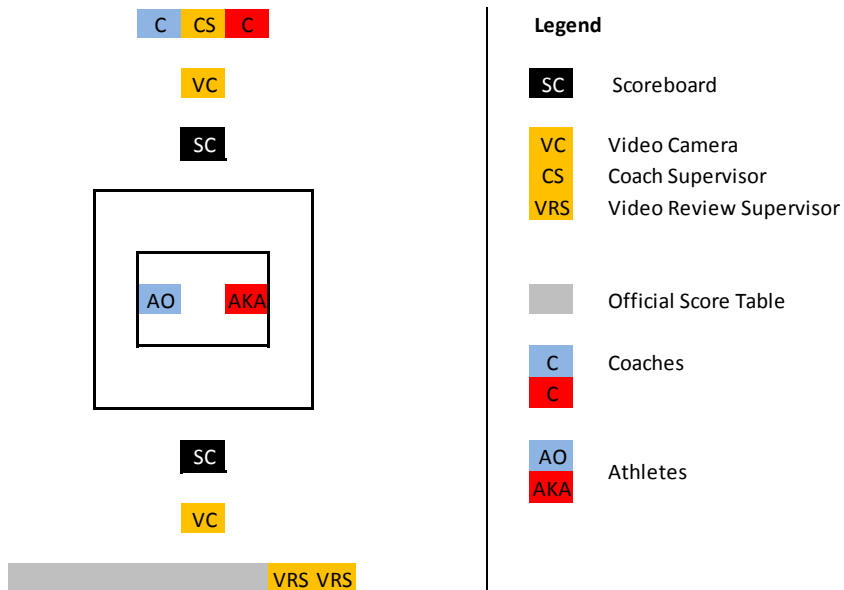 C CS C
VC
SC
AO AKA
SC
VC
VRS VRS
Legend
SC Scoreboard
VC Video Camera
CS Coach Supervisor
VRS Video Review Supervisor
Official Score Table
C Coaches
C
AO Athletes
AKA